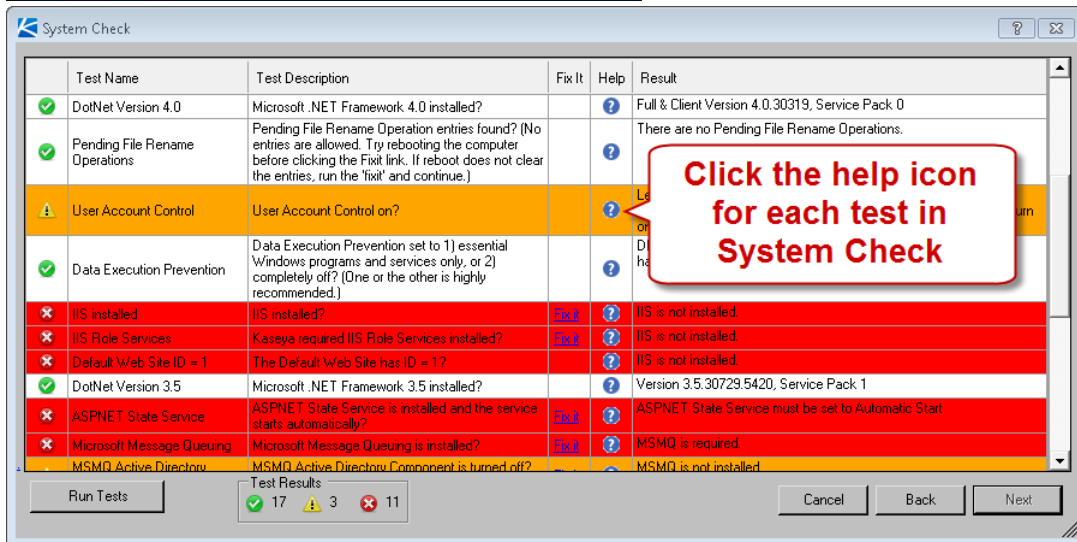 System Check
Test Name Test Description Fix It Help Result
DotNet Version 4.0 Microsoft .NET Framework 4.0 installed? Full & Client Version 4.0.30319, Service Pack 0
Pending File Rename
Operations
Pending File Rename Operation entries found? (No
entries are allowed. Try rebooting the computer
before clicking the Fixit link. If reboot does not clear
the entries, run the 'fixit' and continue.)
There are no Pending File Rename Operations.
User Account Control User Account Control on?
Click the help icon
for each test in
System Check
Data Execution Prevention
Data Execution Prevention set to 1) essential
Windows programs and services only, or 2)
completely off? (One or the other is highly
recommended.)
IIS installed IIS installed? Fix it IIS is not installed.
IIS Role Services Kaseya required IIS Role Services installed? Fix it IIS is not installed.
Default Web Site ID = 1 The Default Web Site has ID = 1? IIS is not installed.
DotNet Version 3.5 Microsoft .NET Framework 3.5 installed? Version 3.5.30729.5420, Service Pack 1
ASPNET State Service
ASPNET State Service is installed and the service
starts automatically?
Fix it ASPNET State Service must be set to Automatic Start
Microsoft Message Queuing Microsoft Message Queuing is installed? Fix it MSMQ is required.
MSMQ Active Directory MSMQ Active Directory Component is turned off? MSMQ is not installed
Run Tests
Test Results
17 3 11
Cancel Back Next